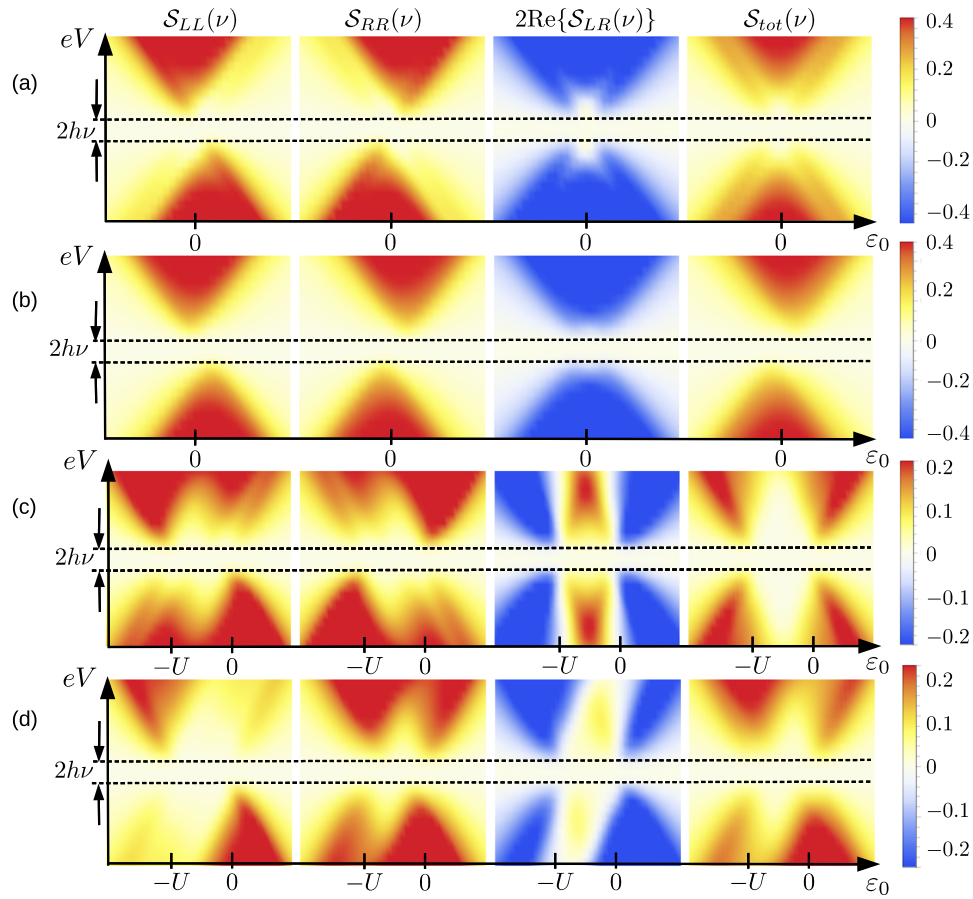 𝒮_LL(ν) 𝒮_RR(ν) 2Re{𝒮_LR(ν)} 𝒮_tot(ν)
(a) eV 2hν 0 0 0 0 ε₀ 0.4 0.2 0 −0.2 −0.4
(b) eV 2hν 0 0 0 0 ε₀ 0.4 0.2 0 −0.2 −0.4
(c) eV 2hν −U 0 −U 0 −U 0 −U 0 ε₀ 0.2 0.1 0 −0.1 −0.2
(d) eV 2hν −U 0 −U 0 −U 0 −U 0 ε₀ 0.2 0.1 0 −0.1 −0.2